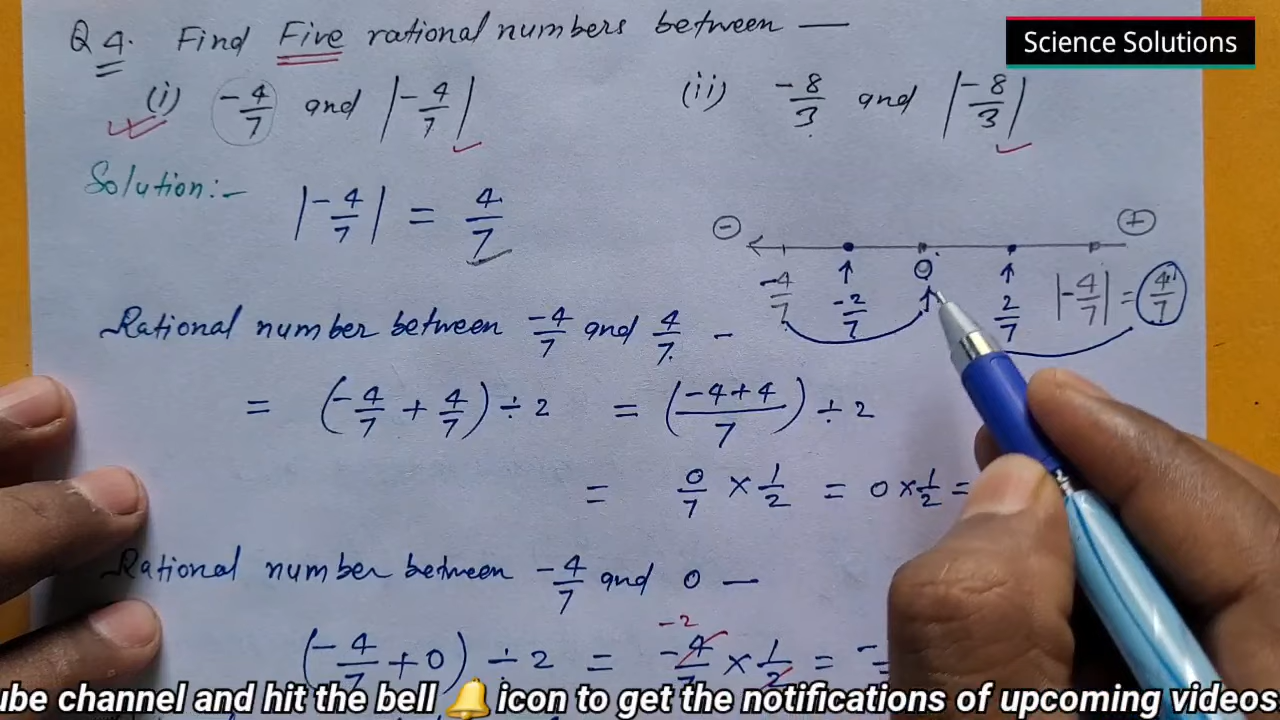 Science Solutions
Q 4. Find Five rational numbers between —
(i) -4/7 and |-4/7|
(ii) -8/3 and |-8/3|
Solution:-
|-4/7| = 4/7
- +
-4/7 -2/7 0 2/7 |-4/7| = 4/7
Rational number between -4/7 and 4/7 -
= (-4/7 + 4/7) ÷ 2 = (-4+4/7) ÷ 2
= 0/7 × 1/2 = 0 × 1/2 =
Rational number between -4/7 and 0 —
(-4/7 + 0) ÷ 2 = -4/7 × 1/2 =
-2
ube channel and hit the bell 🔔 icon to get the notifications of upcoming videos.